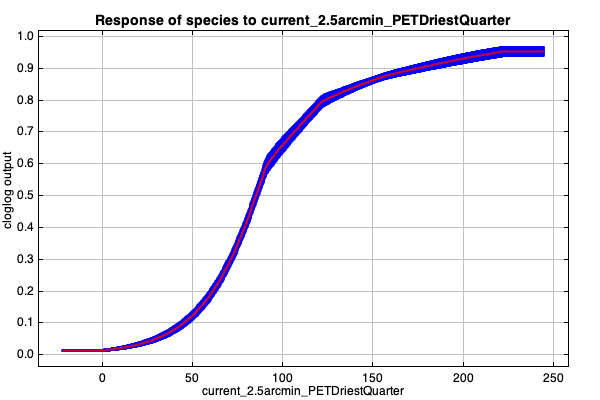 Response of species to current_2.5arcmin_PETDriestQuarter
1.0
0.9
0.8
0.7
0.6
0.5
0.4
0.3
0.2
0.1
0.0
cloglog output
0 50 100 150 200 250
current_2.5arcmin_PETDriestQuarter